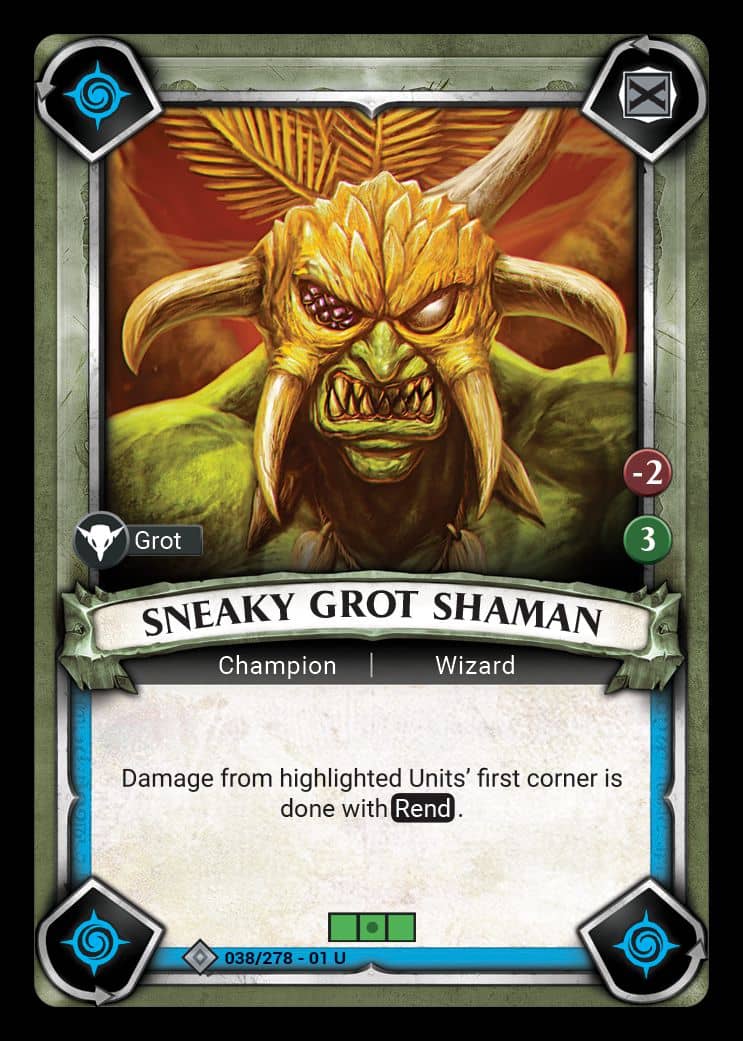 -2
Grot
3
SNEAKY GROT SHAMAN
Champion | Wizard
Damage from highlighted Units’ first corner is
done with Rend.
038/278 - 01 U